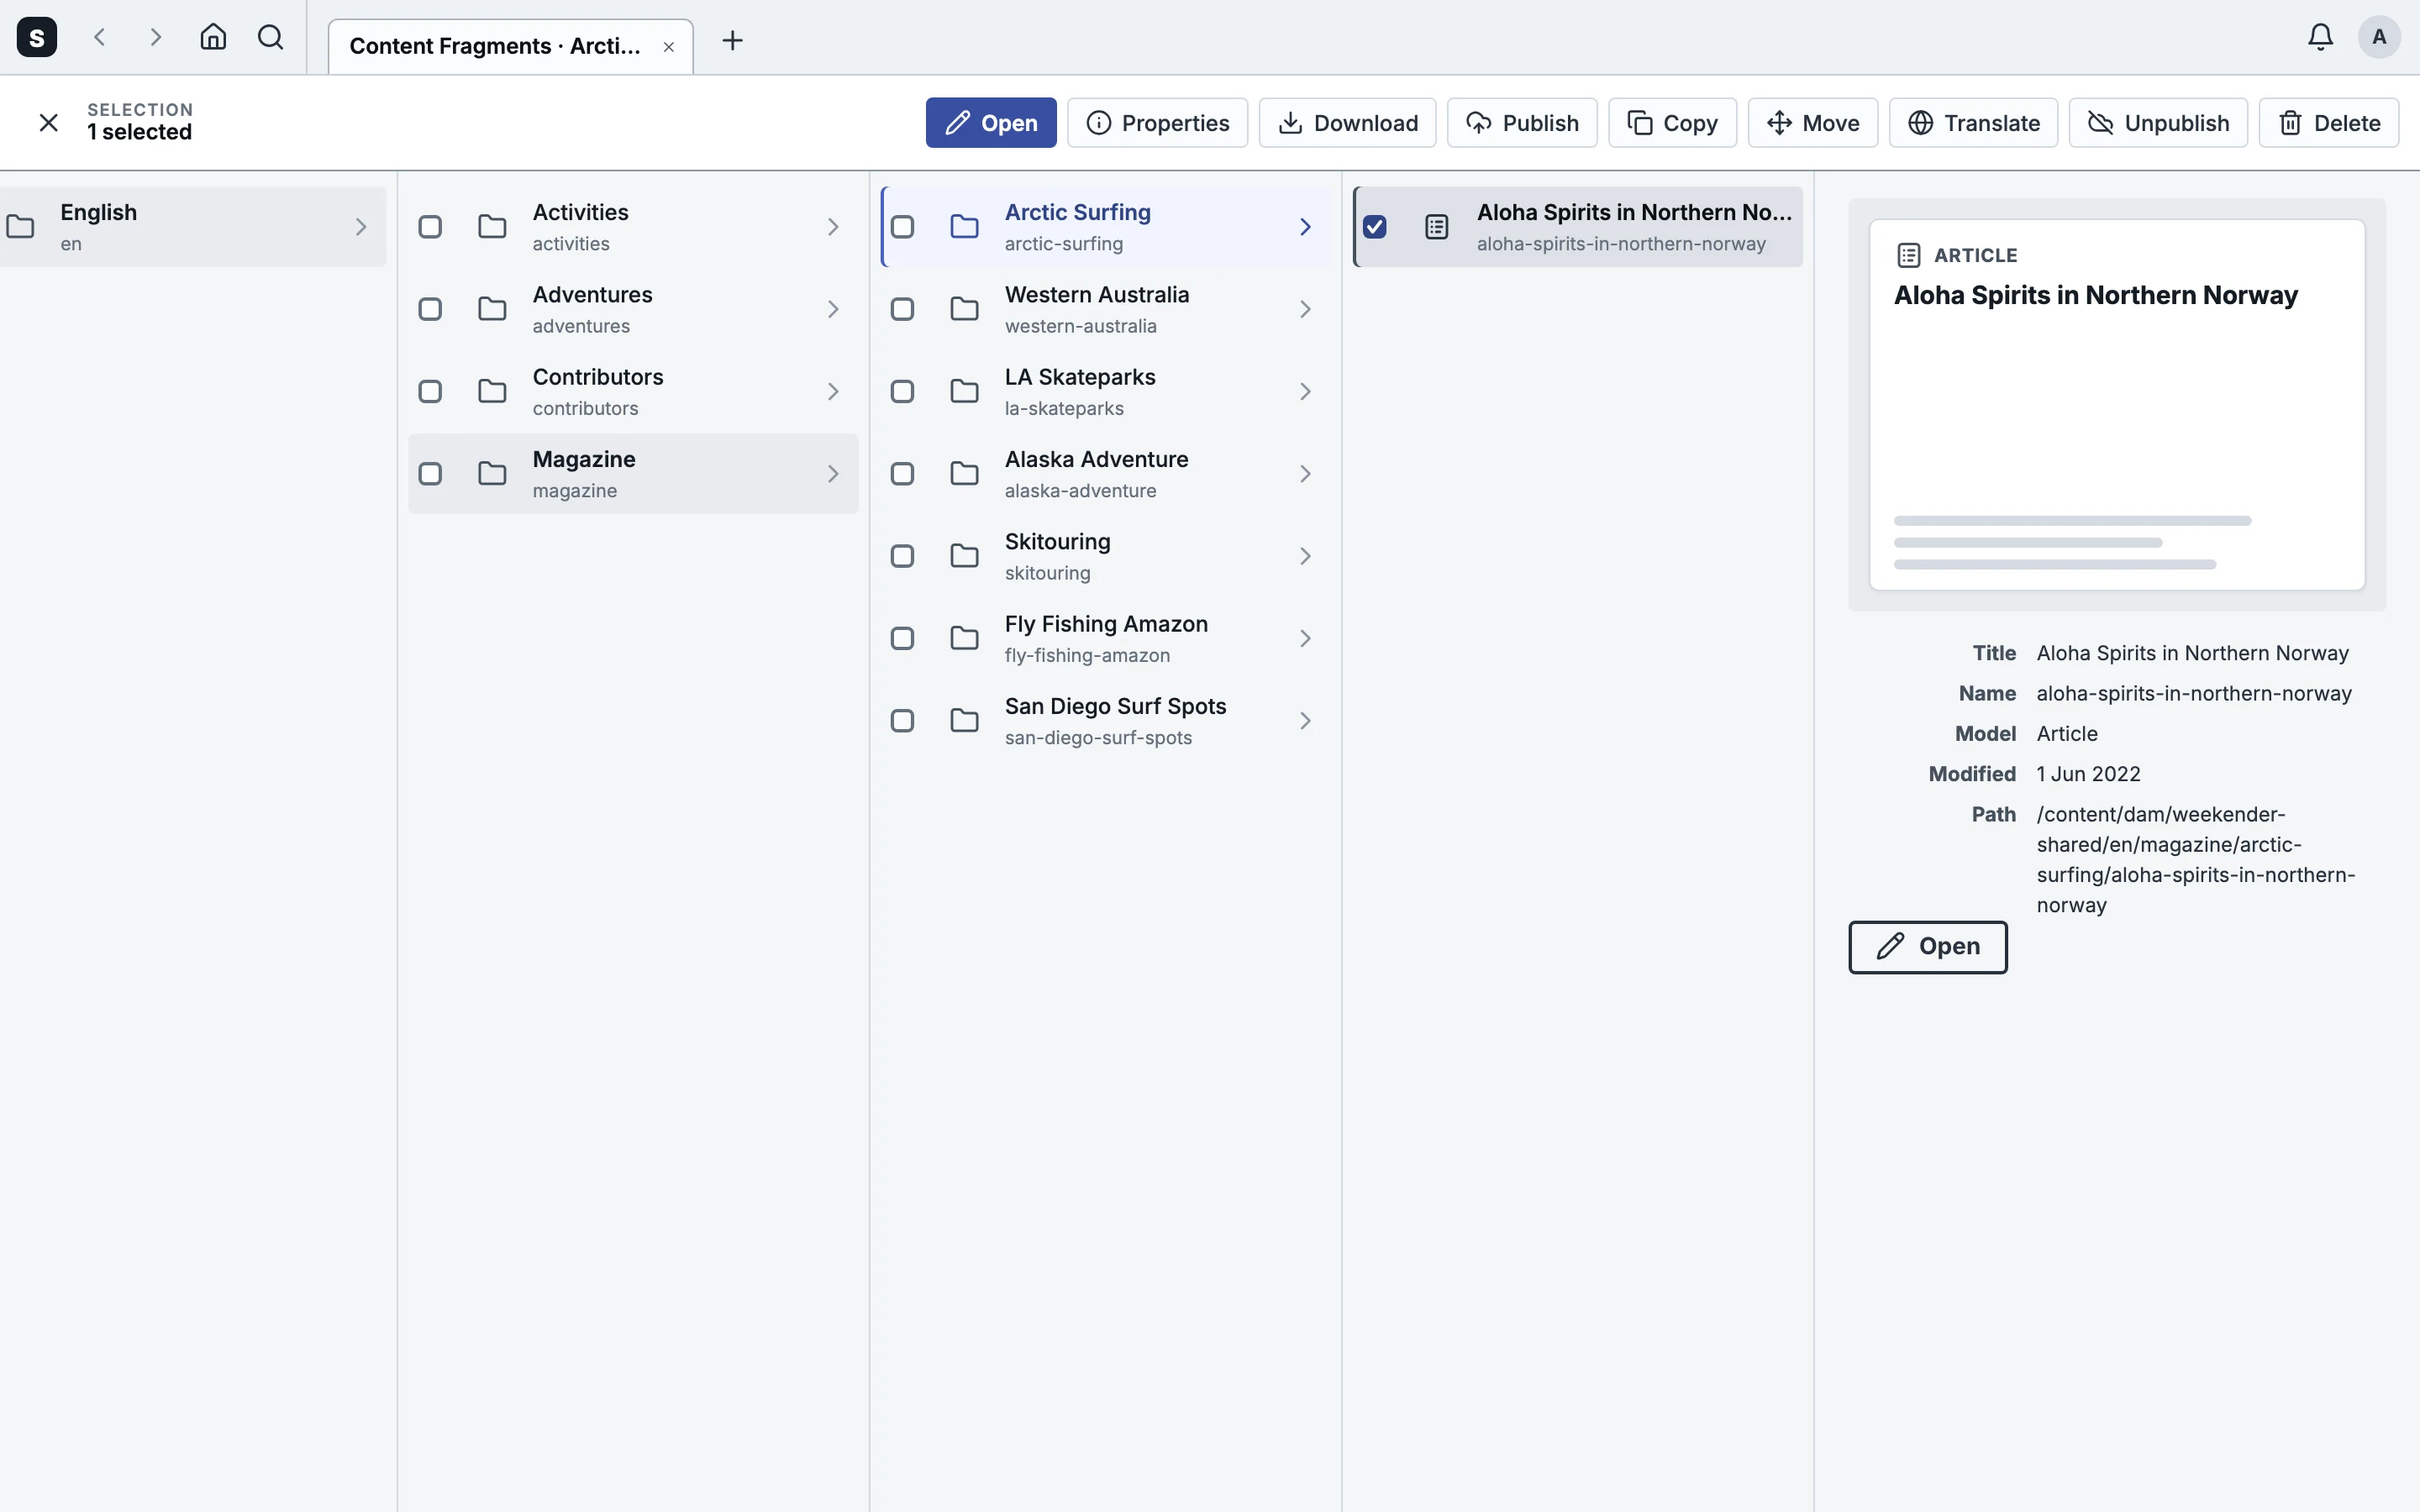 S
Content Fragments · Arcti...
A
SELECTION
1 selected
Open
Properties
Download
Publish
Copy
Move
Translate
Unpublish
Delete
English
en
Activities
activities
Adventures
adventures
Contributors
contributors
Magazine
magazine
Arctic Surfing
arctic-surfing
Western Australia
western-australia
LA Skateparks
la-skateparks
Alaska Adventure
alaska-adventure
Skitouring
skitouring
Fly Fishing Amazon
fly-fishing-amazon
San Diego Surf Spots
san-diego-surf-spots
Aloha Spirits in Northern No...
aloha-spirits-in-northern-norway
ARTICLE
Aloha Spirits in Northern Norway
Title Aloha Spirits in Northern Norway
Name aloha-spirits-in-northern-norway
Model Article
Modified 1 Jun 2022
Path /content/dam/weekender-
shared/en/magazine/arctic-
surfing/aloha-spirits-in-northern-
norway
Open